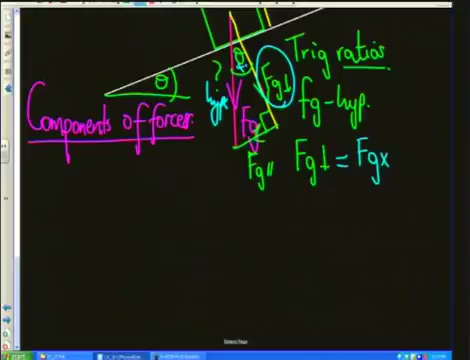 θ
Trig ratios
?
θ
Fg⊥
hyp
fg - hyp.
Components of forces
Fg
Fg||
Fg⊥ = Fgx